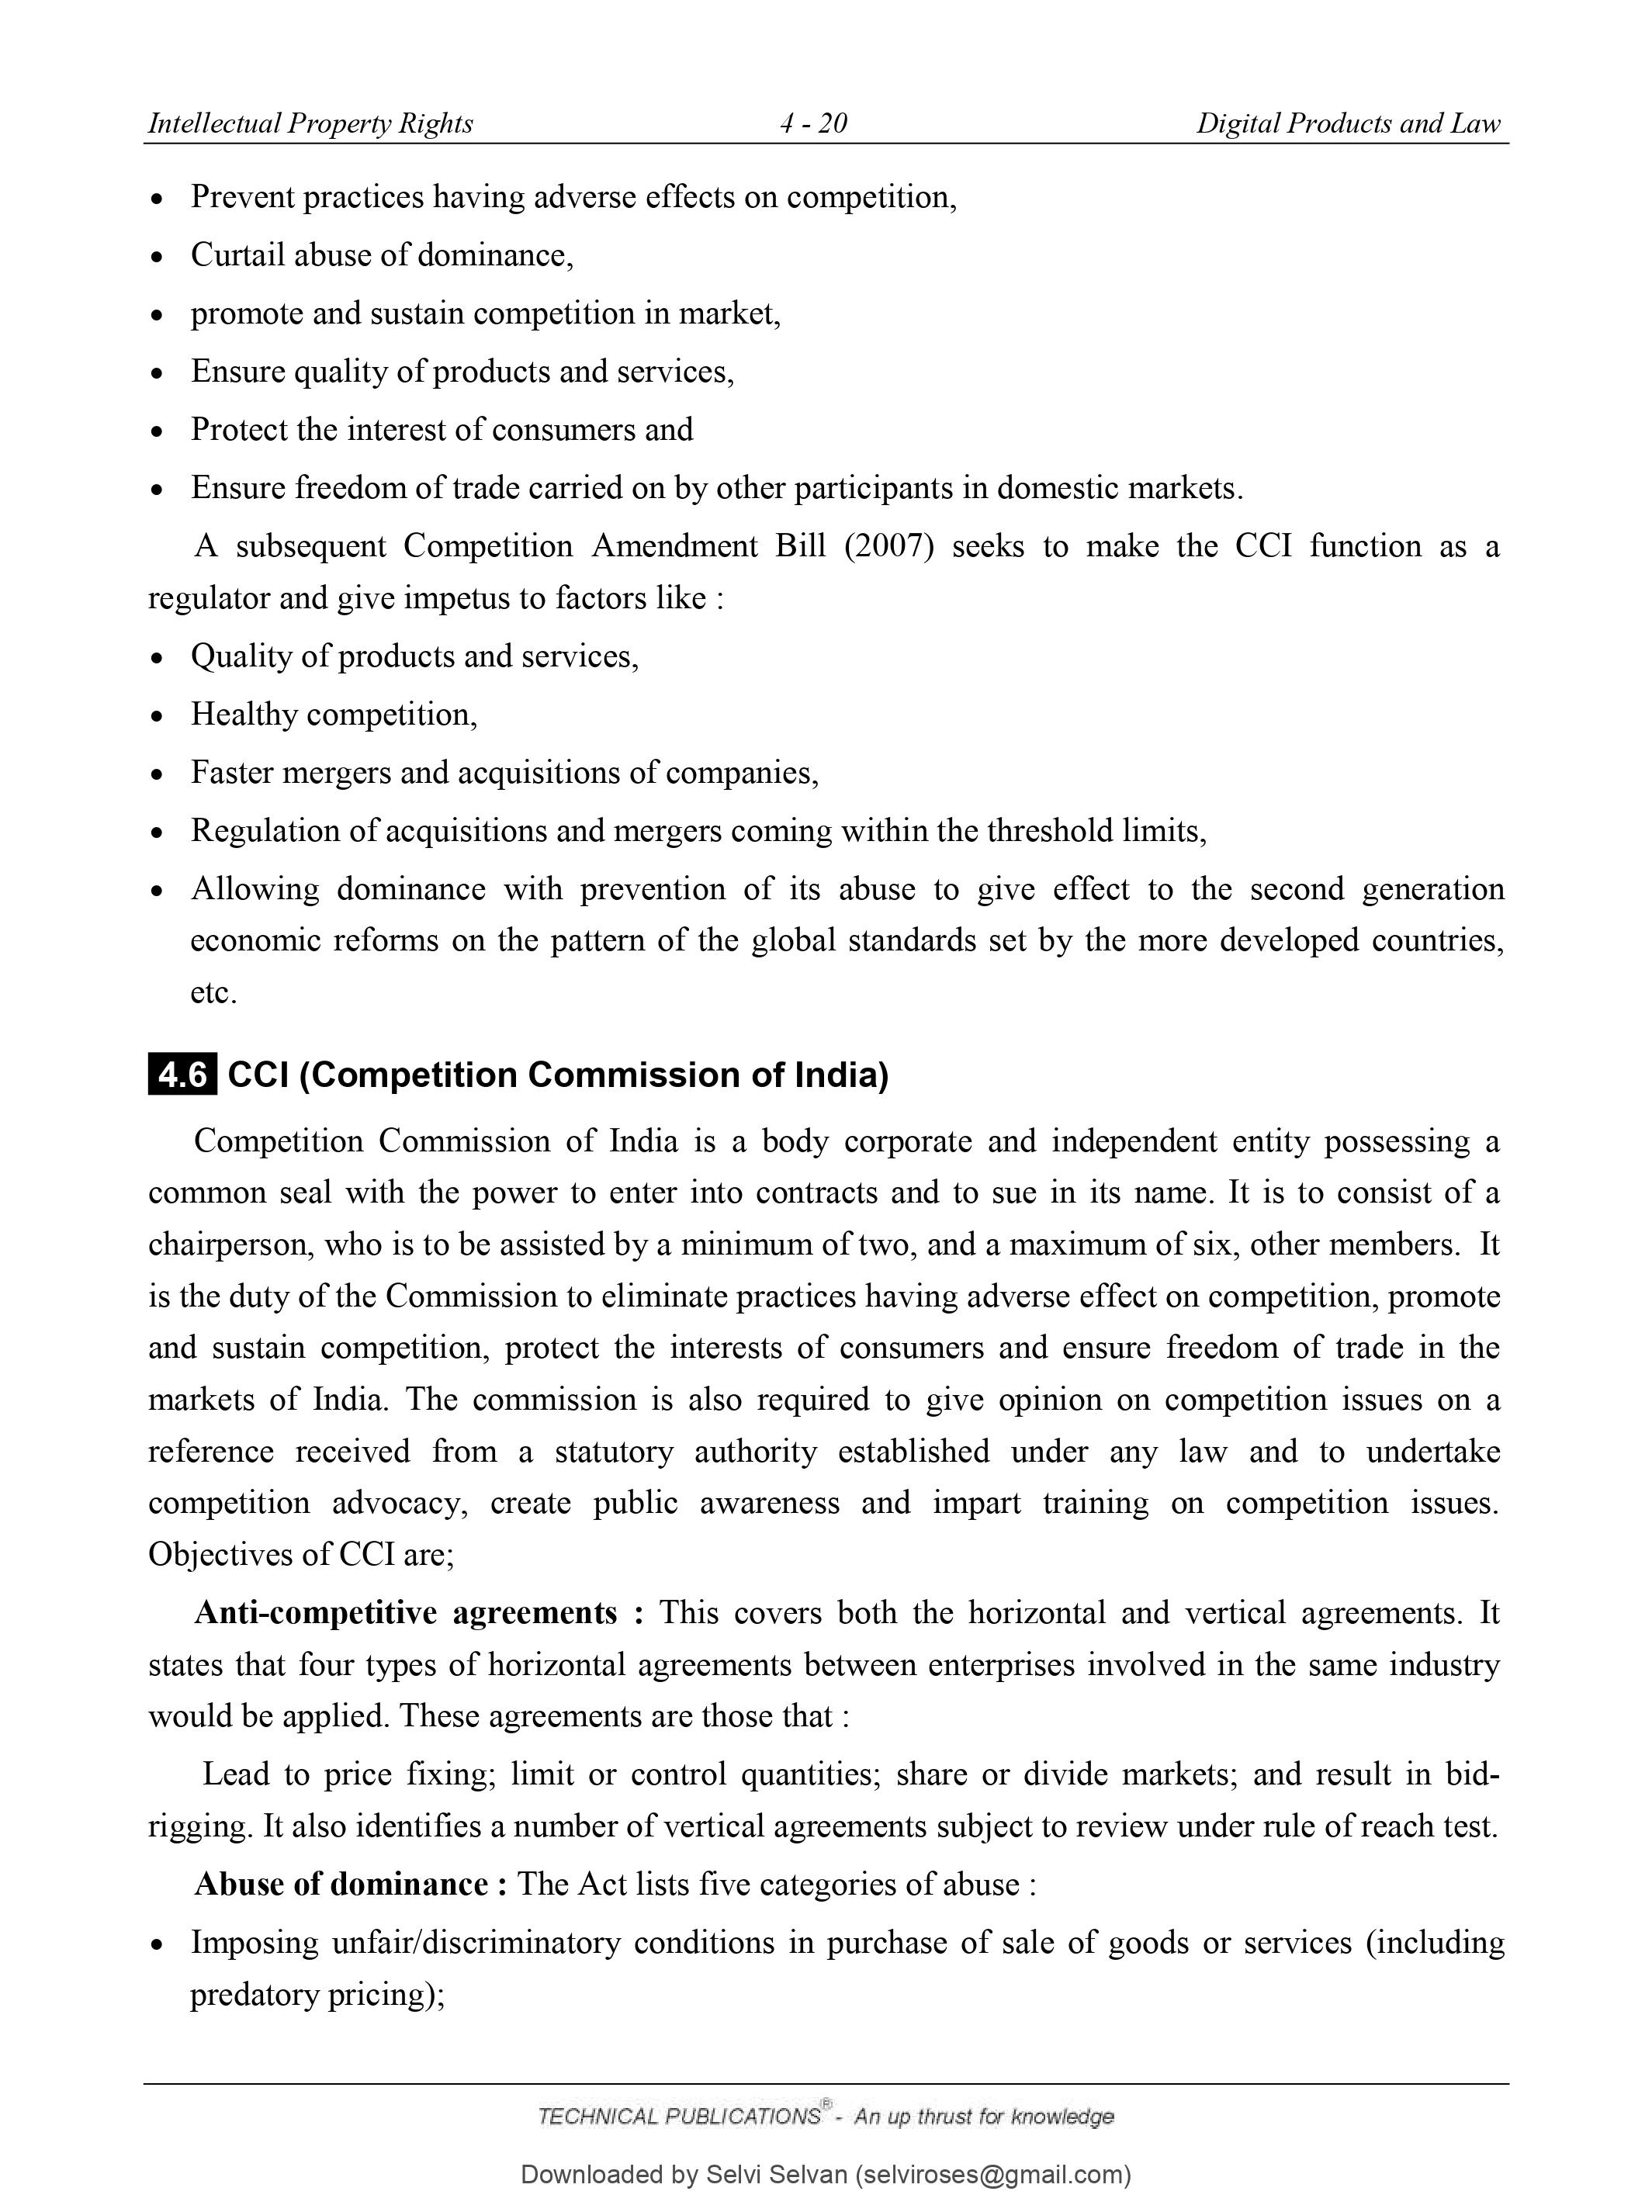 Intellectual Property Rights 4 - 20 Digital Products and Law
• Prevent practices having adverse effects on competition,
• Curtail abuse of dominance,
• promote and sustain competition in market,
• Ensure quality of products and services,
• Protect the interest of consumers and
• Ensure freedom of trade carried on by other participants in domestic markets.
A subsequent Competition Amendment Bill (2007) seeks to make the CCI function as a
regulator and give impetus to factors like :
• Quality of products and services,
• Healthy competition,
• Faster mergers and acquisitions of companies,
• Regulation of acquisitions and mergers coming within the threshold limits,
• Allowing dominance with prevention of its abuse to give effect to the second generation
economic reforms on the pattern of the global standards set by the more developed countries,
etc.
4.6 CCI (Competition Commission of India)
Competition Commission of India is a body corporate and independent entity possessing a
common seal with the power to enter into contracts and to sue in its name. It is to consist of a
chairperson, who is to be assisted by a minimum of two, and a maximum of six, other members. It
is the duty of the Commission to eliminate practices having adverse effect on competition, promote
and sustain competition, protect the interests of consumers and ensure freedom of trade in the
markets of India. The commission is also required to give opinion on competition issues on a
reference received from a statutory authority established under any law and to undertake
competition advocacy, create public awareness and impart training on competition issues.
Objectives of CCI are;
Anti-competitive agreements : This covers both the horizontal and vertical agreements. It
states that four types of horizontal agreements between enterprises involved in the same industry
would be applied. These agreements are those that :
Lead to price fixing; limit or control quantities; share or divide markets; and result in bid-
rigging. It also identifies a number of vertical agreements subject to review under rule of reach test.
Abuse of dominance : The Act lists five categories of abuse :
• Imposing unfair/discriminatory conditions in purchase of sale of goods or services (including
predatory pricing);
TECHNICAL PUBLICATIONS® - An up thrust for knowledge
Downloaded by Selvi Selvan (selviroses@gmail.com)